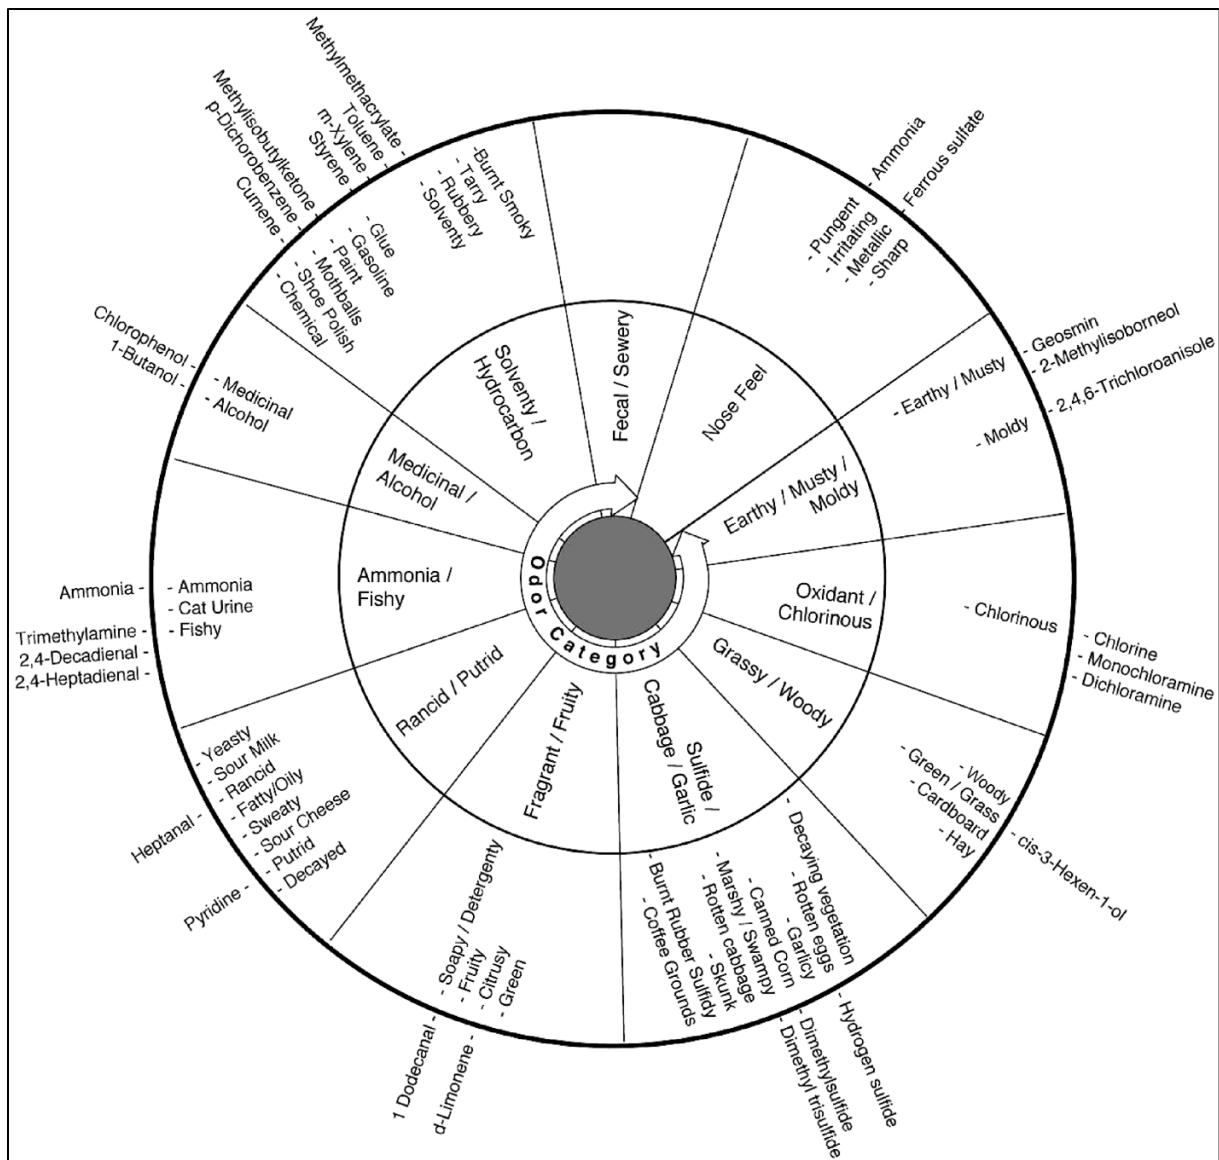 Odor Category
Fecal / Sewery
Nose Feel
- Pungent
- Irritating
- Metallic
- Sharp
- Ammonia
- Ferrous sulfate
Earthy / Musty /
Moldy
- Earthy / Musty
- Moldy
- Geosmin
- 2-Methylisoborneol
- 2,4,6-Trichloroanisole
Oxidant /
Chlorinous
- Chlorinous
- Chlorine
- Monochloramine
- Dichloramine
Grassy / Woody
- Woody
- Green / Grass
- Cardboard
- Hay
- cis-3-Hexen-1-ol
Sulfide /
Cabbage / Garlic
- Decaying vegetation
- Rotten eggs
- Garlicy
- Canned Corn
- Marshy / Swampy
- Rotten cabbage
- Skunk
- Burnt Rubber Sulfidy
- Coffee Grounds
- Hydrogen sulfide
- Dimethylsulfide
- Dimethyl trisulfide
Fragrant / Fruity
- Soapy / Detergenty
- Fruity
- Citrusy
- Green
1 Dodecanal -
d-Limonene -
Rancid / Putrid
- Yeasty
- Sour Milk
- Rancid
- Fatty/Oily
- Sweaty
- Sour Cheese
- Putrid
- Decayed
Heptanal -
Pyridine -
Ammonia /
Fishy
- Ammonia
- Cat Urine
- Fishy
Ammonia -
Trimethylamine -
2,4-Decadienal -
2,4-Heptadienal -
Medicinal /
Alcohol
- Medicinal
- Alcohol
Chlorophenol -
1-Butanol -
Solventy /
Hydrocarbon
-Burnt Smoky
- Tarry
- Rubbery
- Solventy
- Glue
- Gasoline
- Paint
- Mothballs
- Shoe Polish
- Chemical
Methylmethacrylate -
Toluene -
m-Xylene -
Styrene -
Methylisobutylketone -
p-Dichorobenzene -
Cumene -